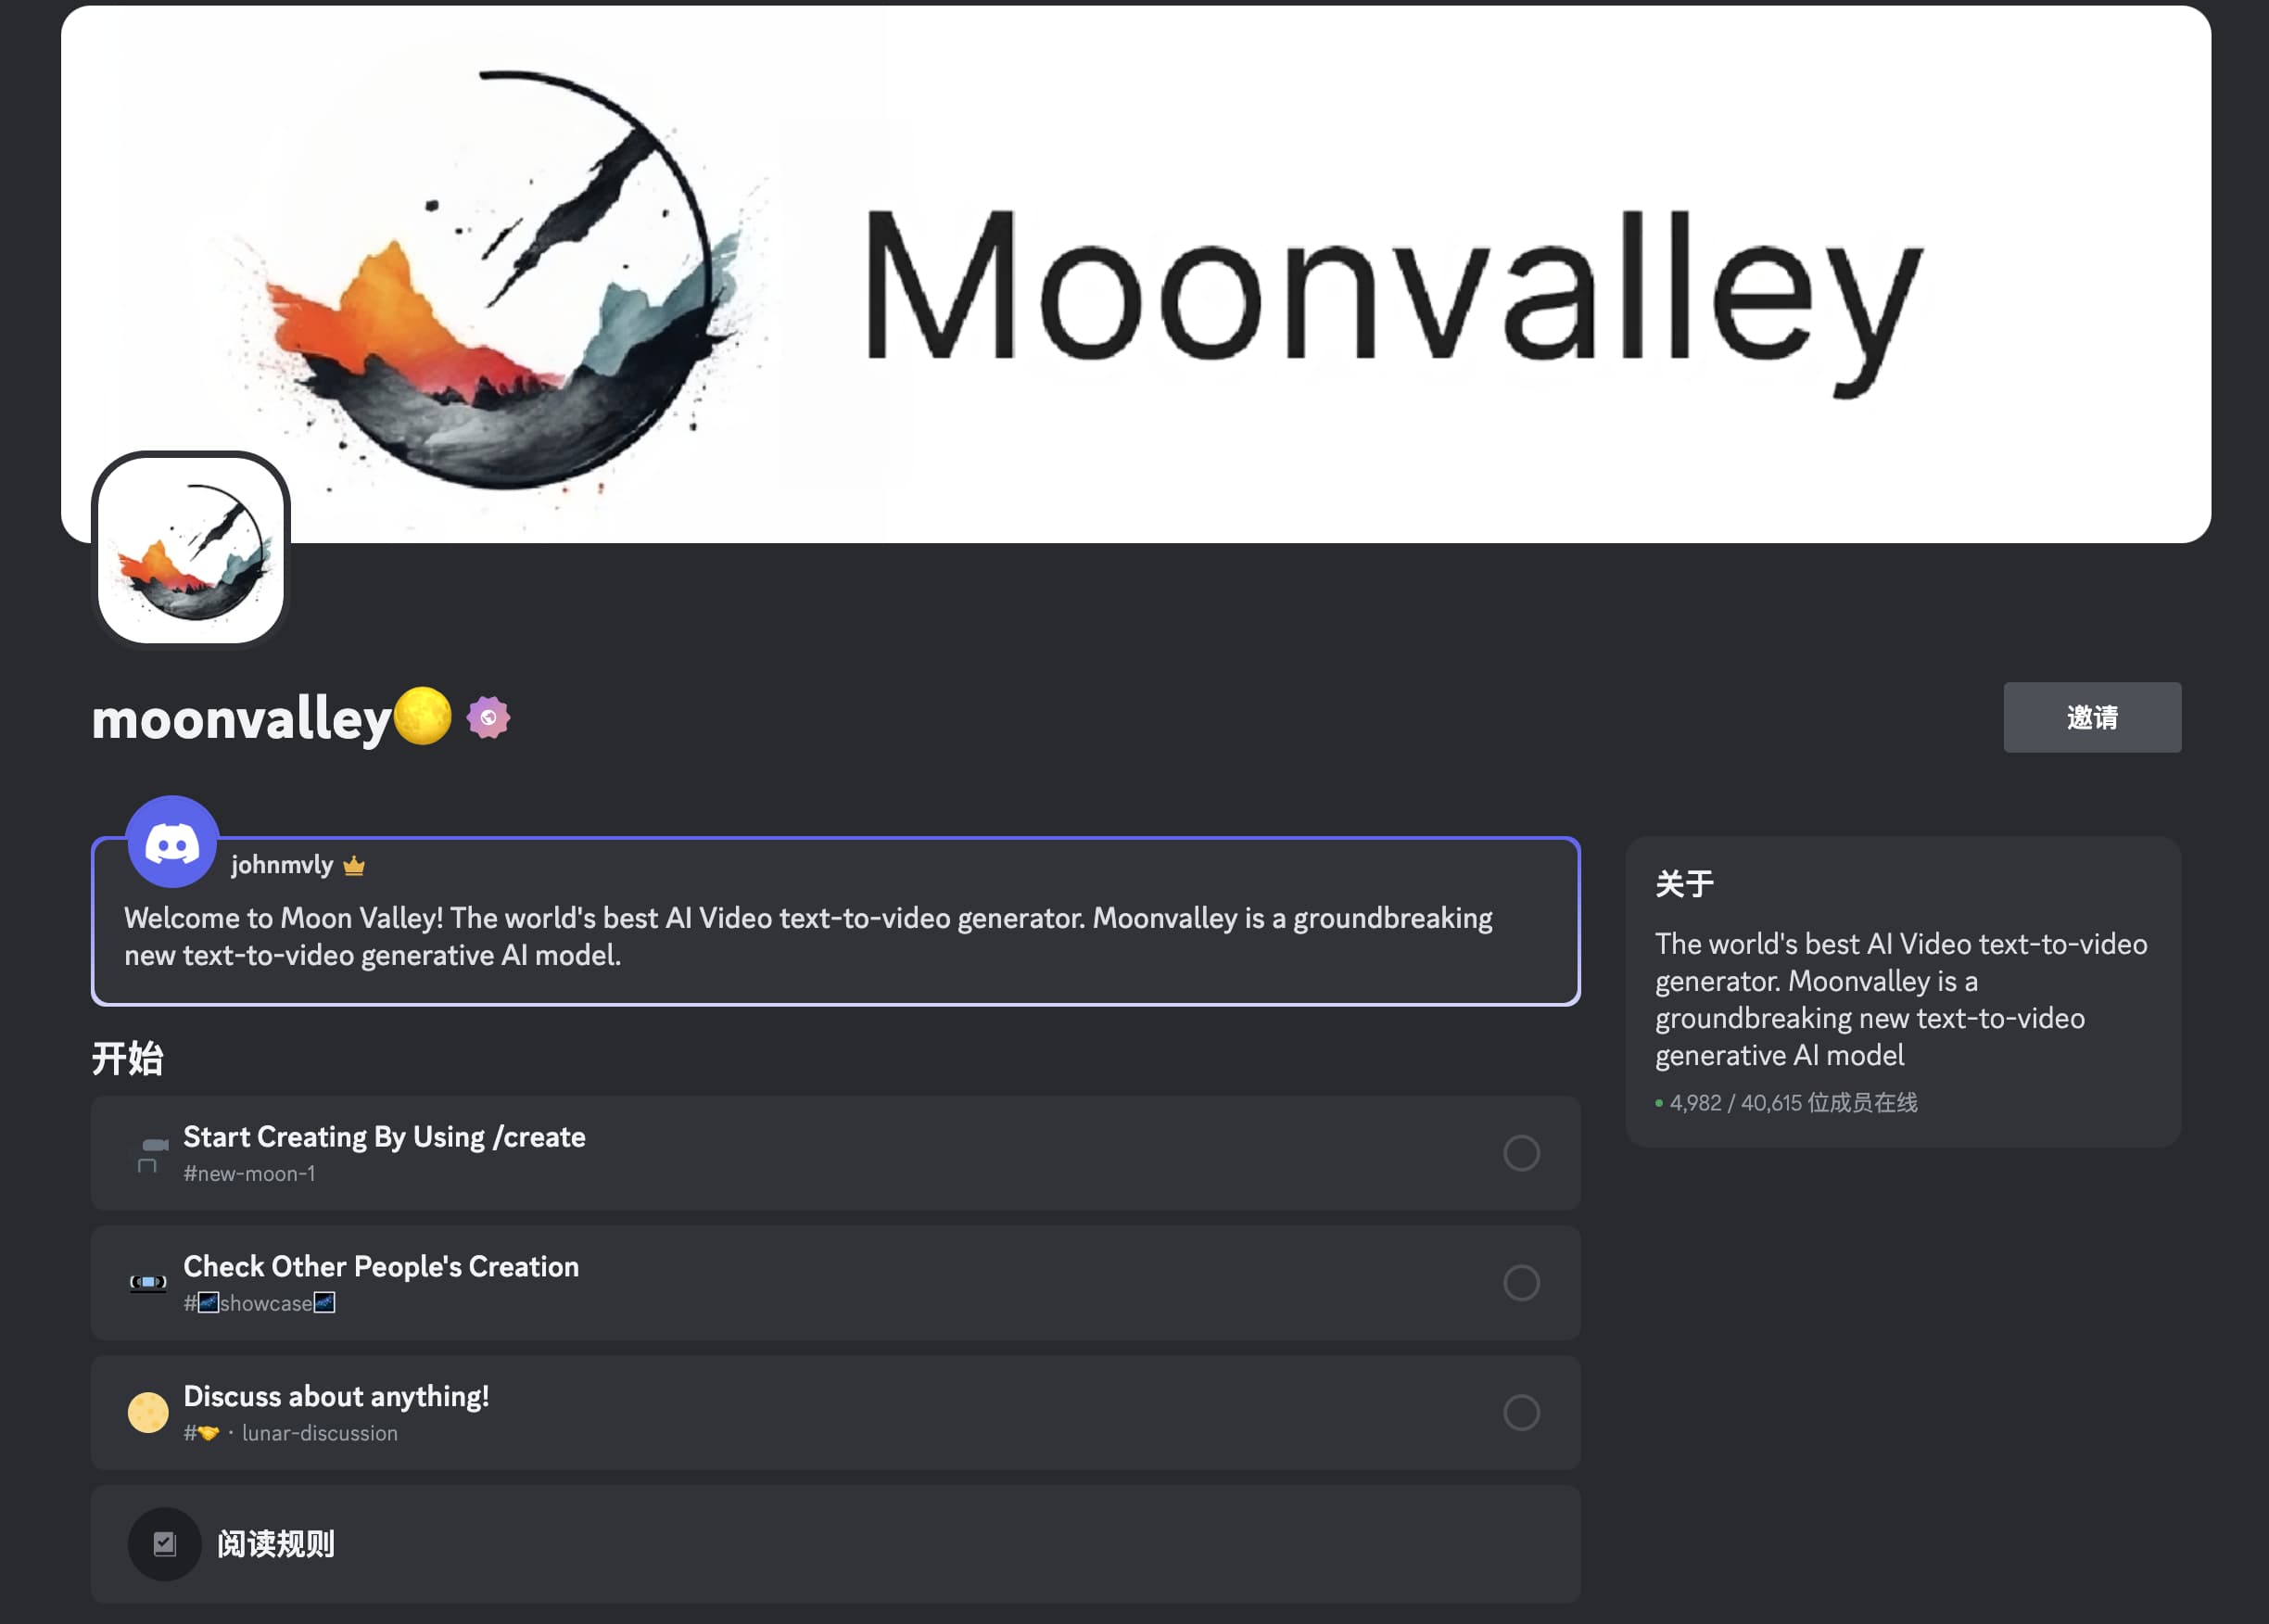 Moonvalley
moonvalley
邀请
johnmvly
Welcome to Moon Valley! The world's best AI Video text-to-video generator. Moonvalley is a groundbreaking
new text-to-video generative AI model.
开始
Start Creating By Using /create
#new-moon-1
Check Other People's Creation
#🌌showcase🌌
Discuss about anything!
#🤝・lunar-discussion
阅读规则
关于
The world's best AI Video text-to-video
generator. Moonvalley is a
groundbreaking new text-to-video
generative AI model
4,982 / 40,615 位成员在线